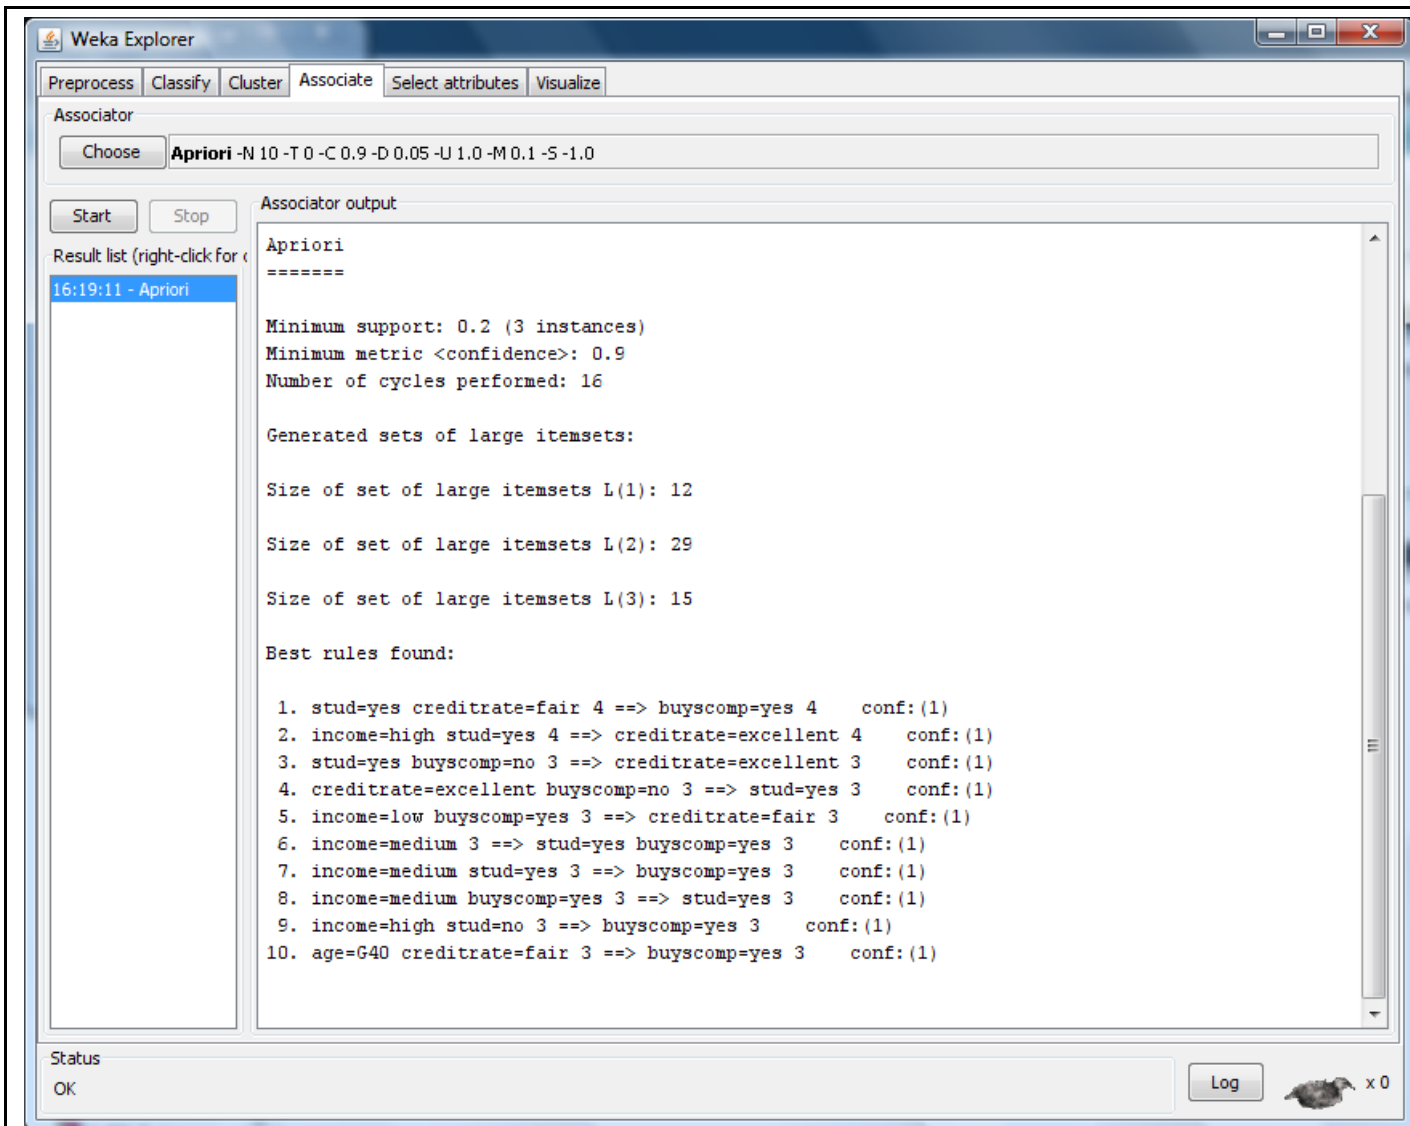 Weka Explorer
Preprocess Classify Cluster Associate Select attributes Visualize
Associator
Choose Apriori -N 10 -T 0 -C 0.9 -D 0.05 -U 1.0 -M 0.1 -S -1.0
Start Stop
Associator output
Result list (right-click for
16:19:11 - Apriori
Apriori
=======
Minimum support: 0.2 (3 instances)
Minimum metric <confidence>: 0.9
Number of cycles performed: 16
Generated sets of large itemsets:
Size of set of large itemsets L(1): 12
Size of set of large itemsets L(2): 29
Size of set of large itemsets L(3): 15
Best rules found:
1. stud=yes creditrate=fair 4 ==> buyscomp=yes 4 conf:(1)
2. income=high stud=yes 4 ==> creditrate=excellent 4 conf:(1)
3. stud=yes buyscomp=no 3 ==> creditrate=excellent 3 conf:(1)
4. creditrate=excellent buyscomp=no 3 ==> stud=yes 3 conf:(1)
5. income=low buyscomp=yes 3 ==> creditrate=fair 3 conf:(1)
6. income=medium 3 ==> stud=yes buyscomp=yes 3 conf:(1)
7. income=medium stud=yes 3 ==> buyscomp=yes 3 conf:(1)
8. income=medium buyscomp=yes 3 ==> stud=yes 3 conf:(1)
9. income=high stud=no 3 ==> buyscomp=yes 3 conf:(1)
10. age=G40 creditrate=fair 3 ==> buyscomp=yes 3 conf:(1)
Status
OK
Log x 0